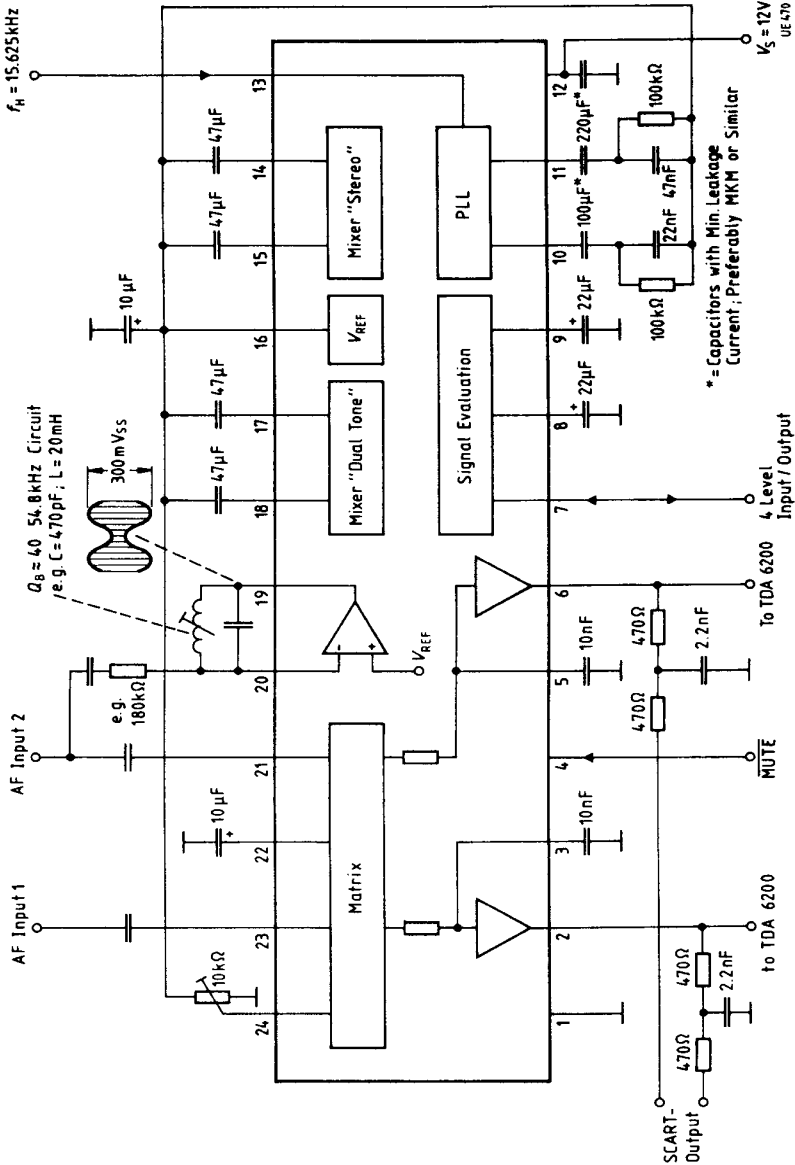 AF Input 1
AF Input 2
Q_B ≈ 40 54.8kHz Circuit
e.g. C=470pF; L=20mH
300mV_SS
f_H = 15.625kHz
10kΩ
10µF
+
e.g.
180kΩ
47µF
47µF
10µF
+
47µF
47µF
24
23
22
21
20
19
18
17
16
15
14
13
Matrix
-
+
V_REF
Mixer "Dual Tone"
V_REF
Mixer "Stereo"
Signal Evaluation
PLL
1
2
3
4
5
6
7
8
9
10
11
12
10nF
10nF
+
22µF
+
22µF
100µF*
220µF*
22nF
47nF
100kΩ
100kΩ
470Ω
470Ω
2.2nF
470Ω
470Ω
2.2nF
SCART-
Output
to TDA 6200
MUTE
To TDA 6200
4 Level
Input/Output
* = Capacitors with Min. Leakage
Current; Preferably MKM or Similar
V_S = 12V
UE470